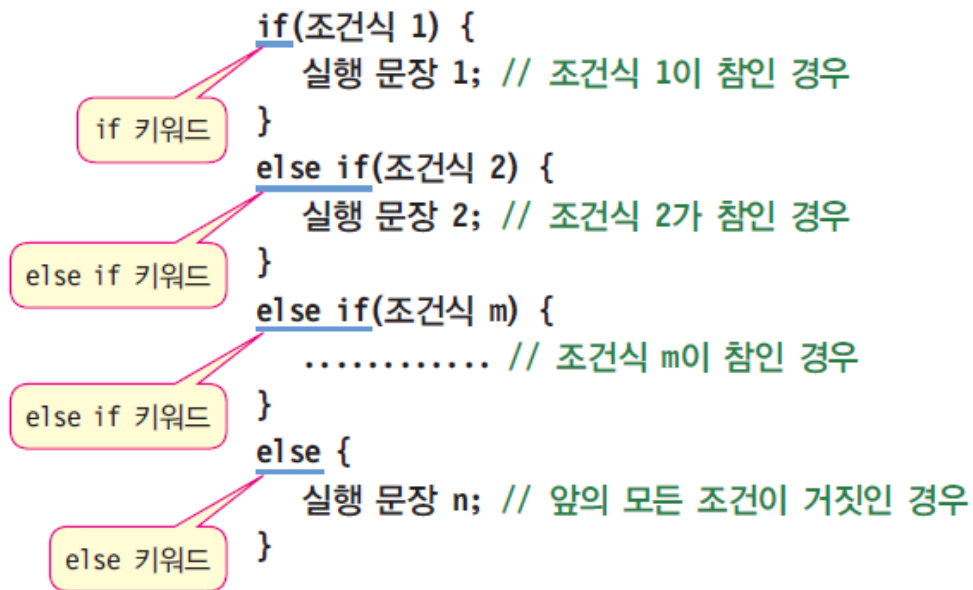 if(조건식 1) {
실행 문장 1; // 조건식 1이 참인 경우
if 키워드
}
else if(조건식 2) {
실행 문장 2; // 조건식 2가 참인 경우
else if 키워드
}
else if(조건식 m) {
............ // 조건식 m이 참인 경우
else if 키워드
}
else {
실행 문장 n; // 앞의 모든 조건이 거짓인 경우
else 키워드
}